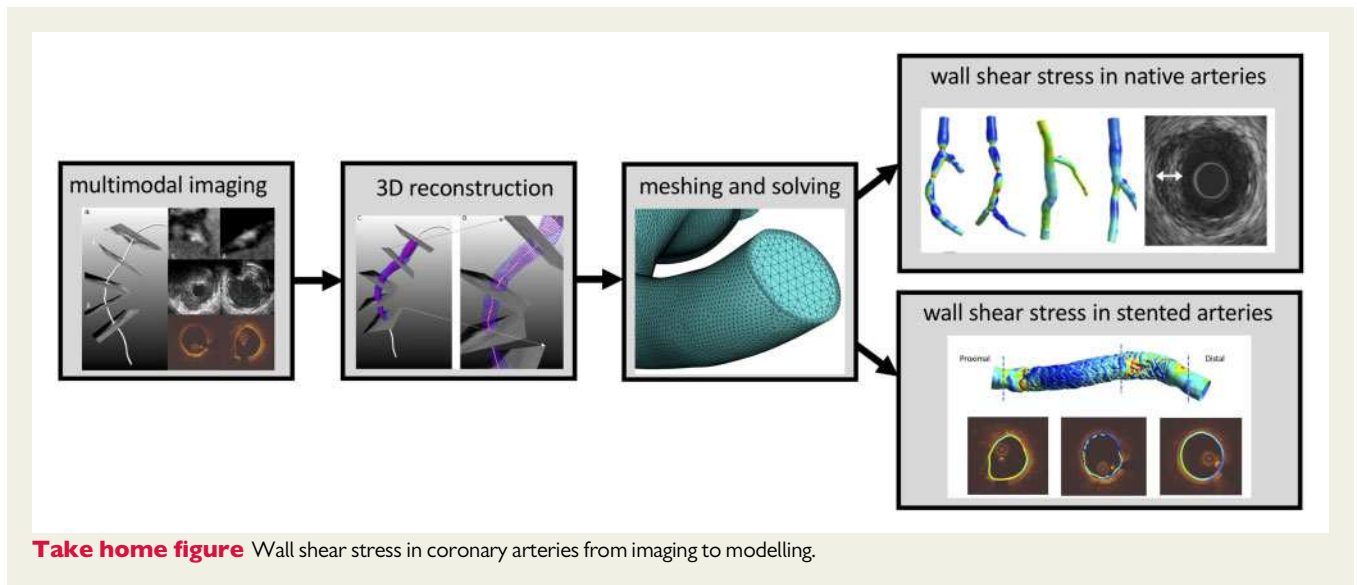 multimodal imaging
3D reconstruction
meshing and solving
wall shear stress in native arteries
wall shear stress in stented arteries
Proximal
Distal
Take home figure Wall shear stress in coronary arteries from imaging to modelling.